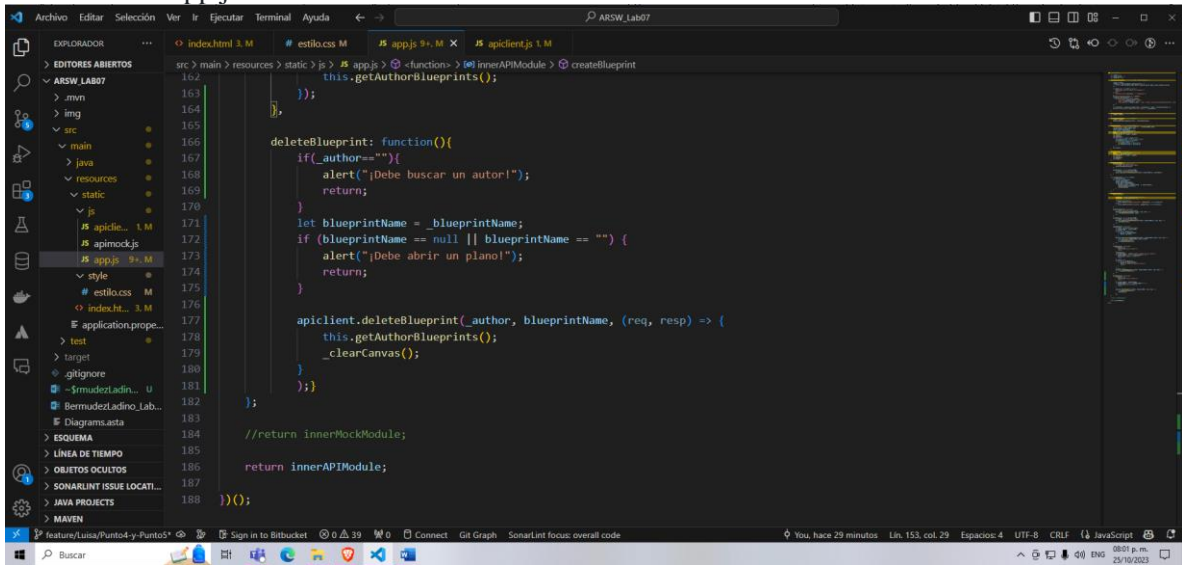 Archivo Editar Selección Ver Ir Ejecutar Terminal Ayuda ARSW_Lab07
EXPLORADOR ··· index.html 3, M # estilo.css M JS app.js 9+, M JS apiclient.js 1, M
EDITORES ABIERTOS
src > main > resources > static > js > JS app.js > <function> > innerAPIModule > createBlueprint
ARSW_LAB07
.mvn
img
src
main
java
resources
static
js
JS apiclie... 1, M
JS apimock.js
JS app.js 9+, M
style
# estilo.css M
index.ht... 3, M
application.prope...
test
target
.gitignore
~$rmudezLadin... U
BermudezLadino_Lab...
Diagrams.asta
ESQUEMA
LÍNEA DE TIEMPO
OBJETOS OCULTOS
SONARLINT ISSUE LOCATI...
JAVA PROJECTS
MAVEN
162 this.getAuthorBlueprints();
163 });
164 },
165
166 deleteBlueprint: function(){
167 if(_author==""){
168 alert("¡Debe buscar un autor!");
169 return;
170 }
171 let blueprintName = _blueprintName;
172 if (blueprintName == null || blueprintName == "") {
173 alert("¡Debe abrir un plano!");
174 return;
175 }
176
177 apiclient.deleteBlueprint(_author, blueprintName, (req, resp) => {
178 this.getAuthorBlueprints();
179 _clearCanvas();
180 }
181 );}
182 };
183
184 //return innerMockModule;
185
186 return innerAPIModule;
187
188 })();
feature/Luisa/Punto4-y-Punto5* Sign in to Bitbucket 0 39 0 Connect Git Graph SonarLint focus: overall code You, hace 29 minutos Lín. 153, col. 29 Espacios: 4 UTF-8 CRLF JavaScript
Buscar ENG 08:01 p. m.
25/10/2023